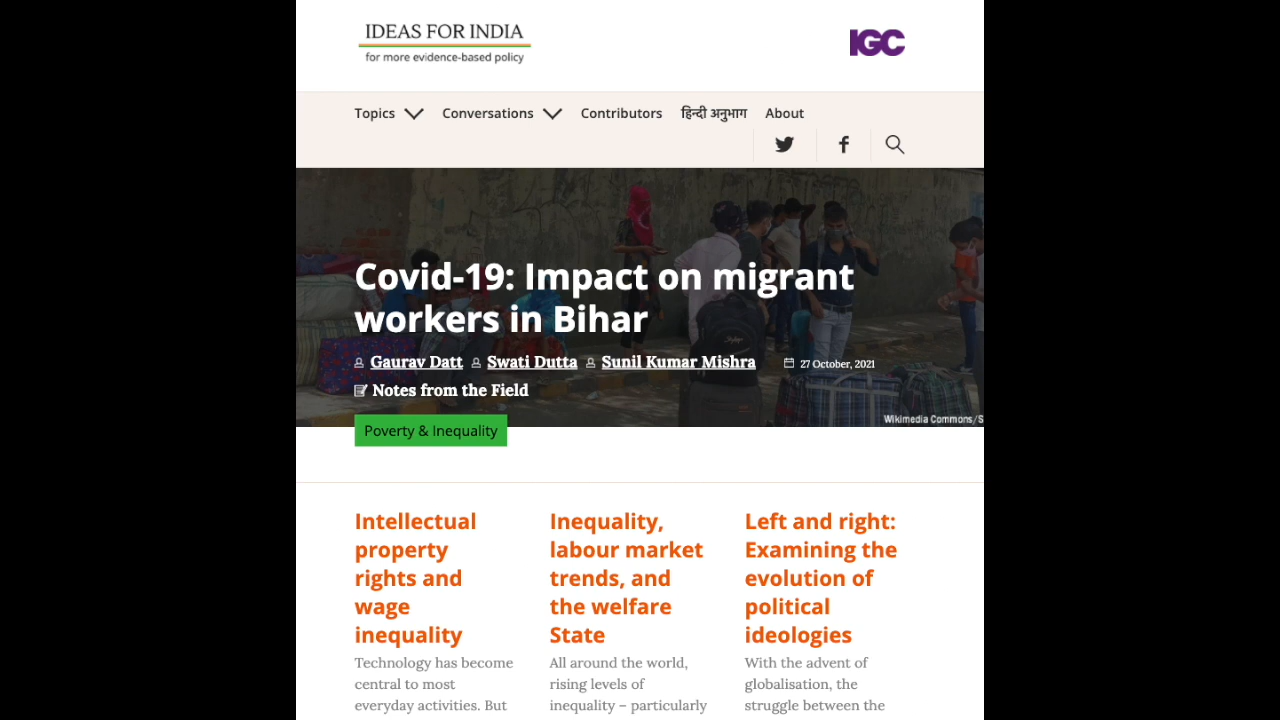 IDEAS FOR INDIA
for more evidence-based policy
IGC
Topics Conversations Contributors हिन्दी अनुभाग About
Covid-19: Impact on migrant
workers in Bihar
Gaurav Datt Swati Dutta Sunil Kumar Mishra 27 October, 2021
Notes from the Field
Wikimedia Commons/S
Poverty & Inequality
Intellectual
property
rights and
wage
inequality
Technology has become
central to most
everyday activities. But
Inequality,
labour market
trends, and
the welfare
State
All around the world,
rising levels of
inequality – particularly
Left and right:
Examining the
evolution of
political
ideologies
With the advent of
globalisation, the
struggle between the